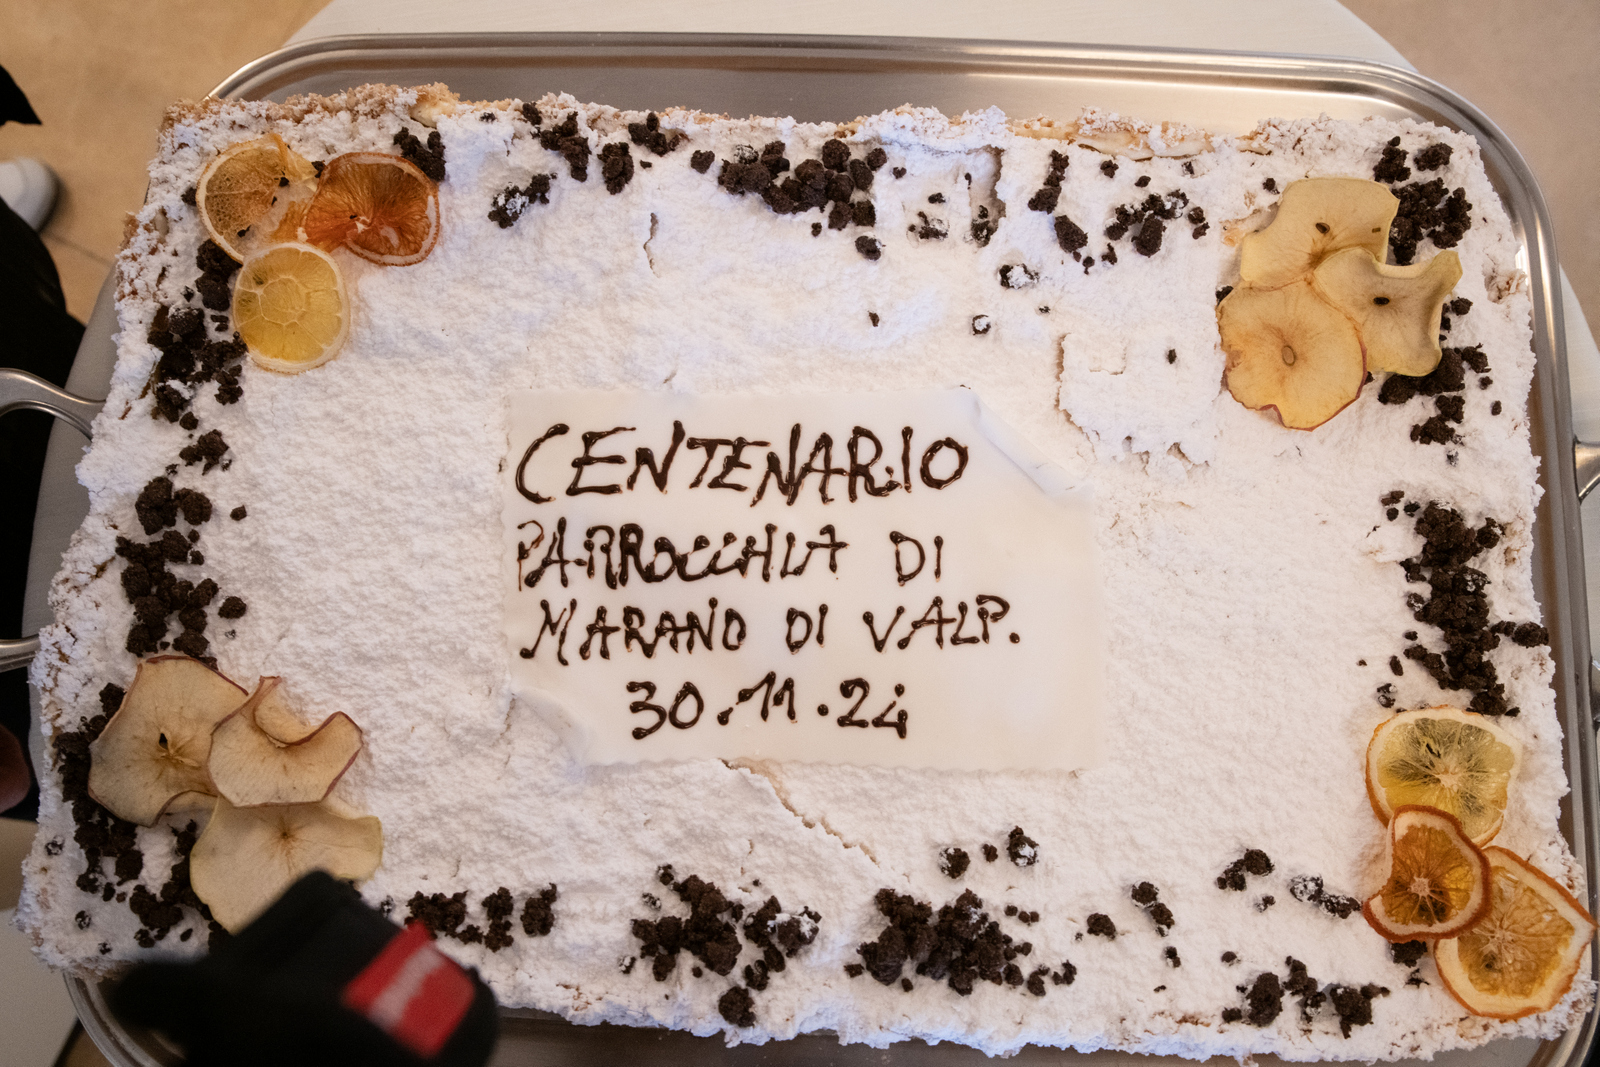 CENTENARIO
PARROCCHIA DI
MARANO DI VALP.
30.11.24